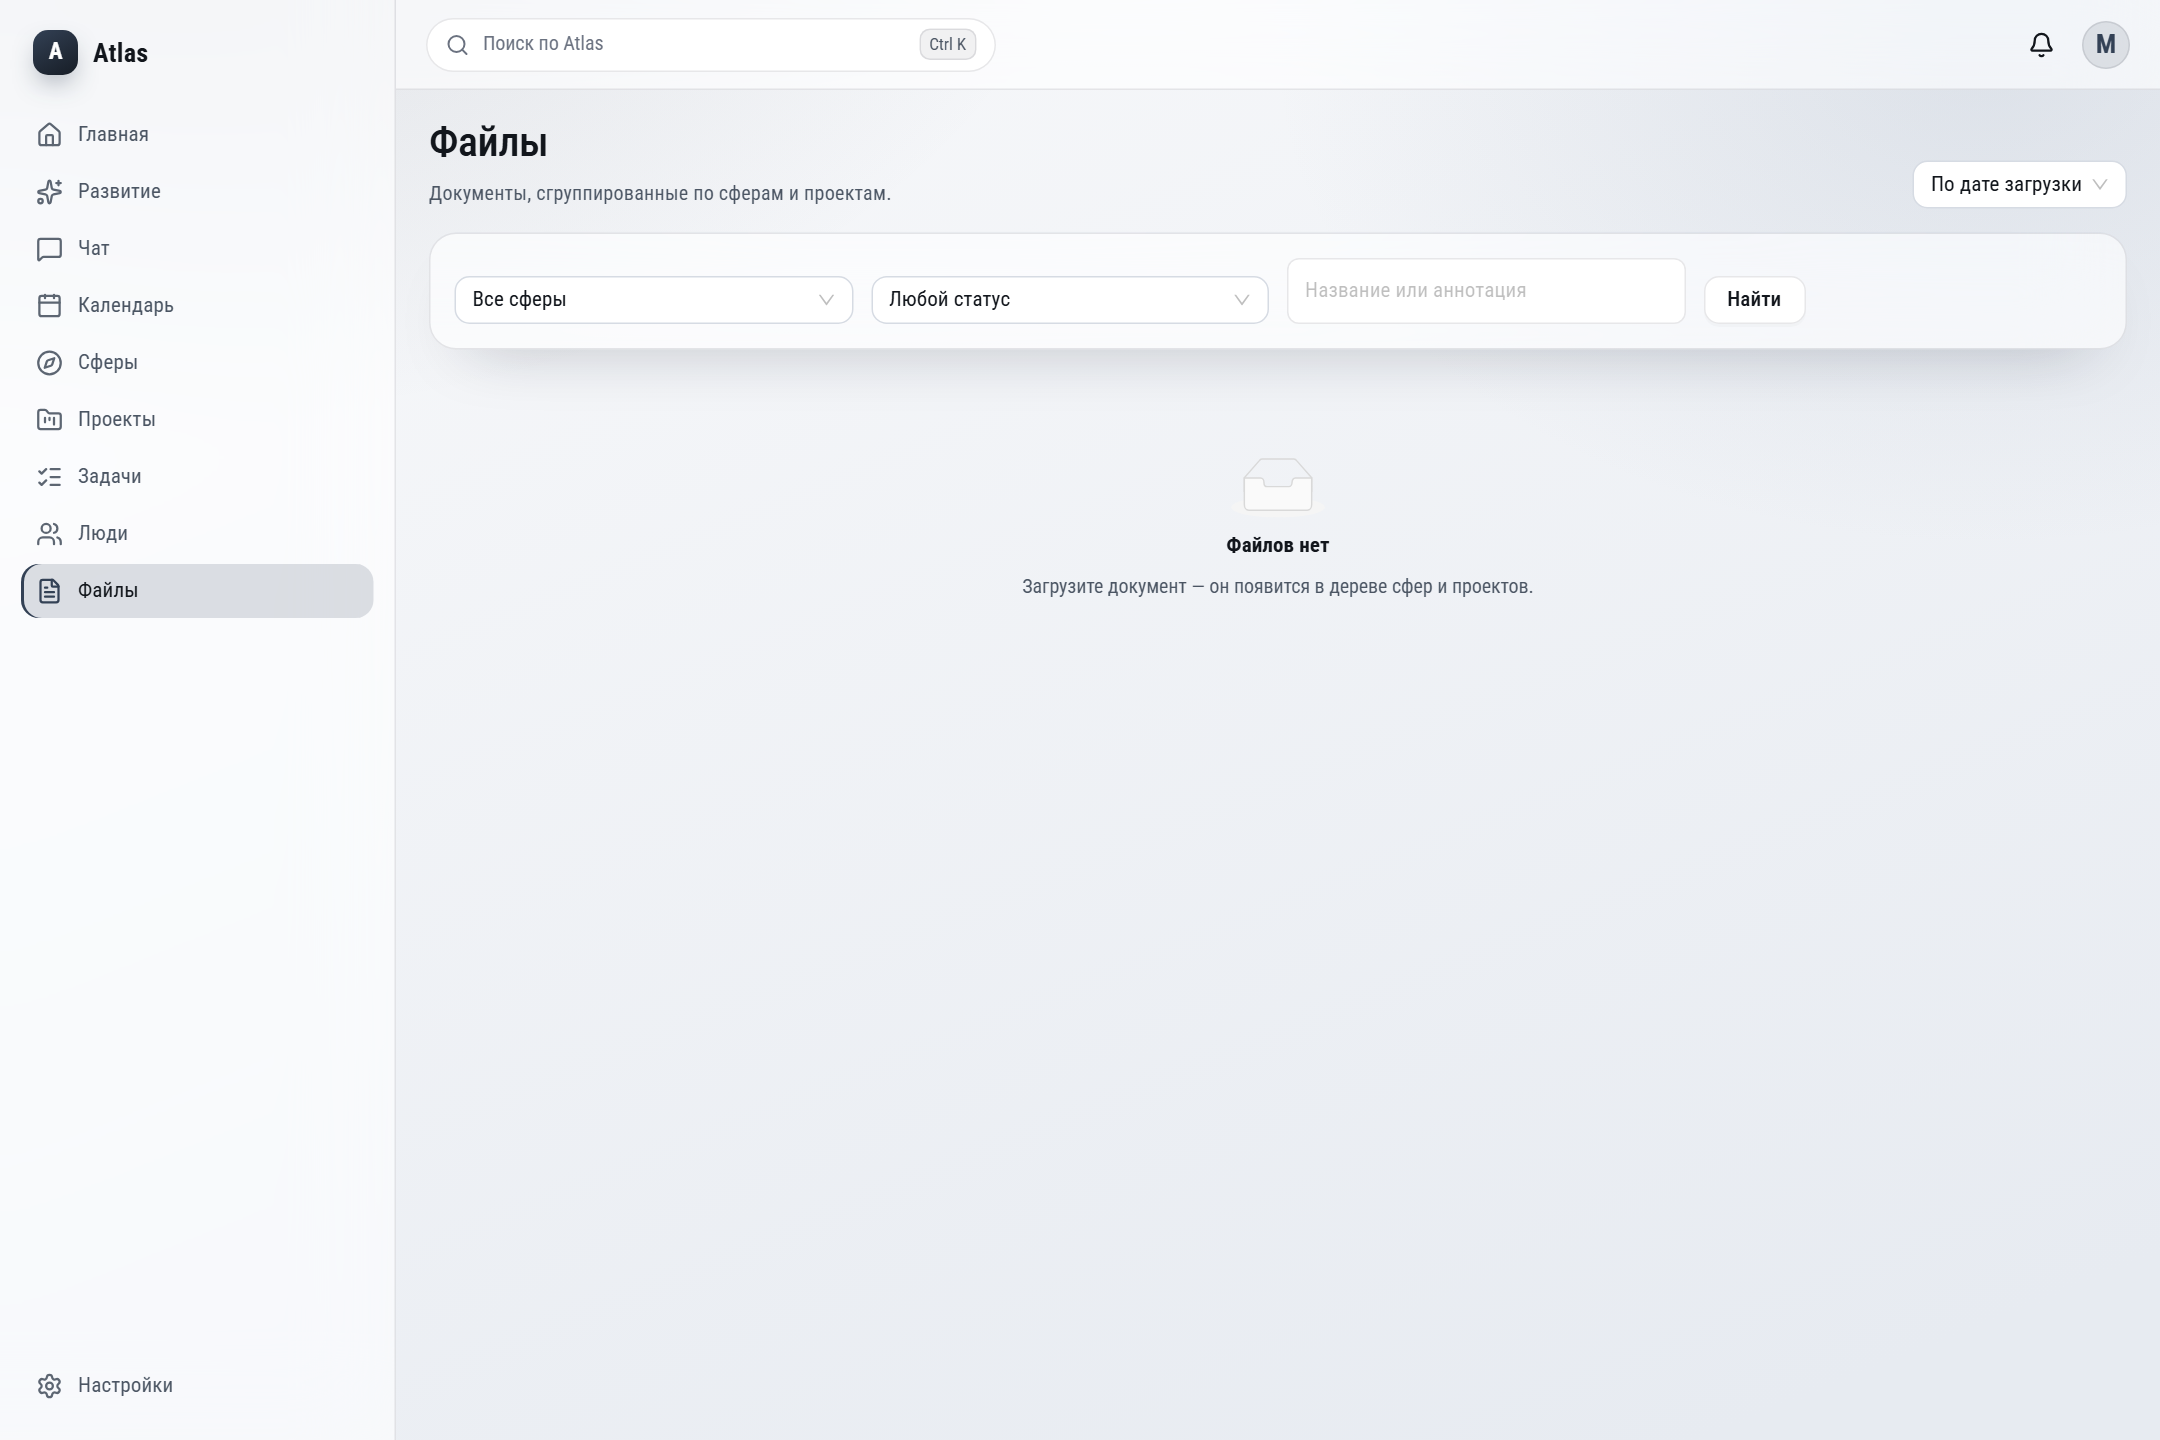 A Atlas
Поиск по Atlas
Ctrl K
M
Главная
Развитие
Чат
Календарь
Сферы
Проекты
Задачи
Люди
Файлы
Настройки
Файлы
Документы, сгруппированные по сферам и проектам.
По дате загрузки
Все сферы
Любой статус
Название или аннотация
Найти
Файлов нет
Загрузите документ — он появится в дереве сфер и проектов.